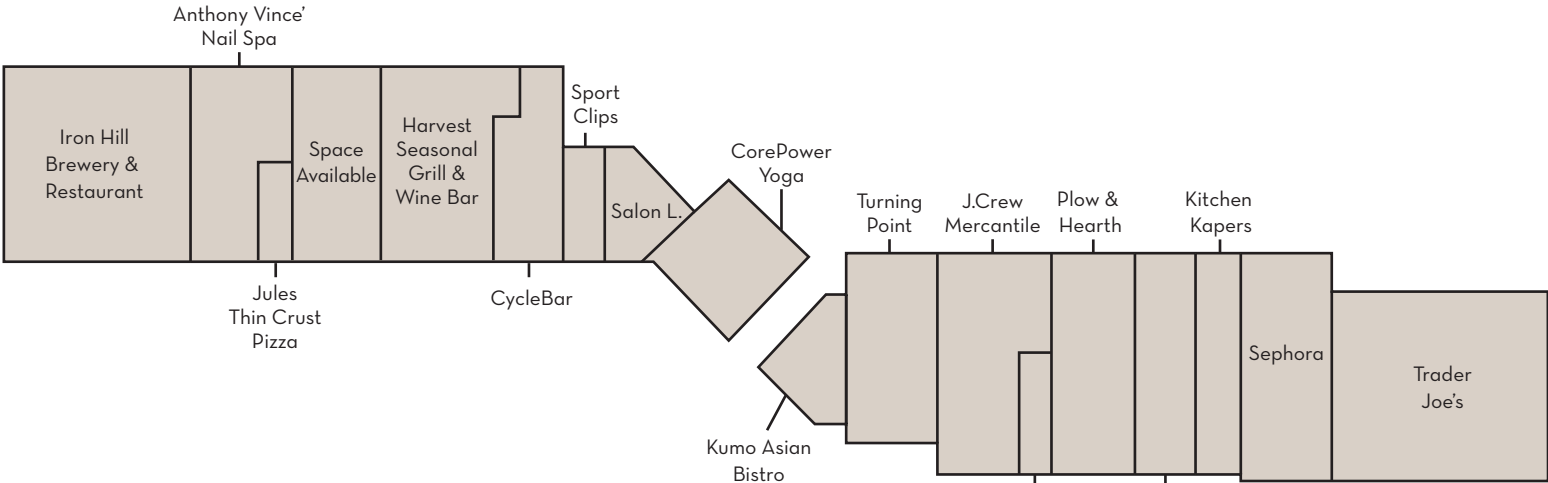 Anthony Vince’
Nail Spa
Iron Hill
Brewery &
Restaurant
Space
Available
Harvest
Seasonal
Grill &
Wine Bar
Sport
Clips
Salon L.
CorePower
Yoga
Jules
Thin Crust
Pizza
CycleBar
Turning
Point
J.Crew
Mercantile
Plow &
Hearth
Kitchen
Kapers
Sephora
Trader
Joe’s
Kumo Asian
Bistro